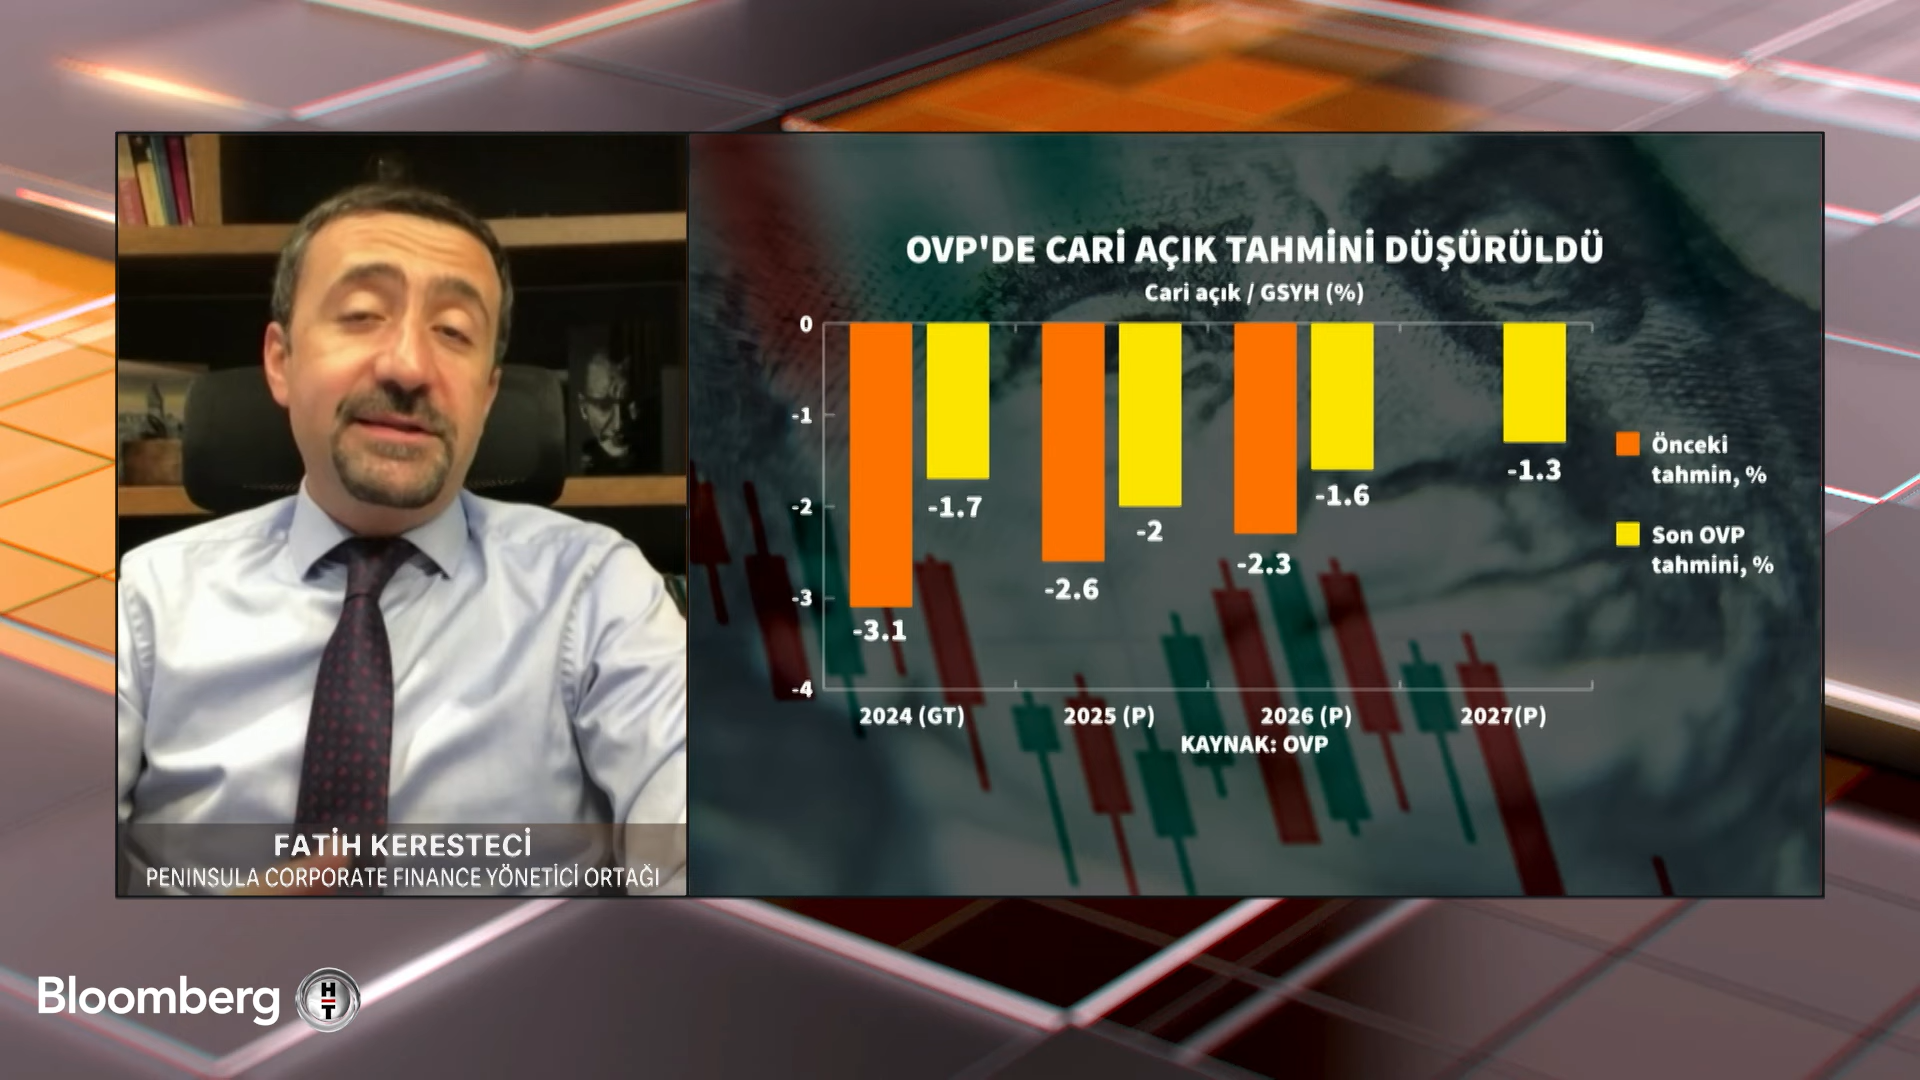 OVP'DE CARİ AÇIK TAHMİNİ DÜŞÜRÜLDÜ
Cari açık / GSYH (%)
0
-1
-2
-3
-4
-3.1
-1.7
-2.6
-2
-2.3
-1.6
-1.3
2024 (GT)
2025 (P)
2026 (P)
2027(P)
KAYNAK: OVP
Önceki
tahmin, %
Son OVP
tahmini, %
FATİH KERESTECİ
PENINSULA CORPORATE FINANCE YÖNETİCİ ORTAĞI
Bloomberg HT